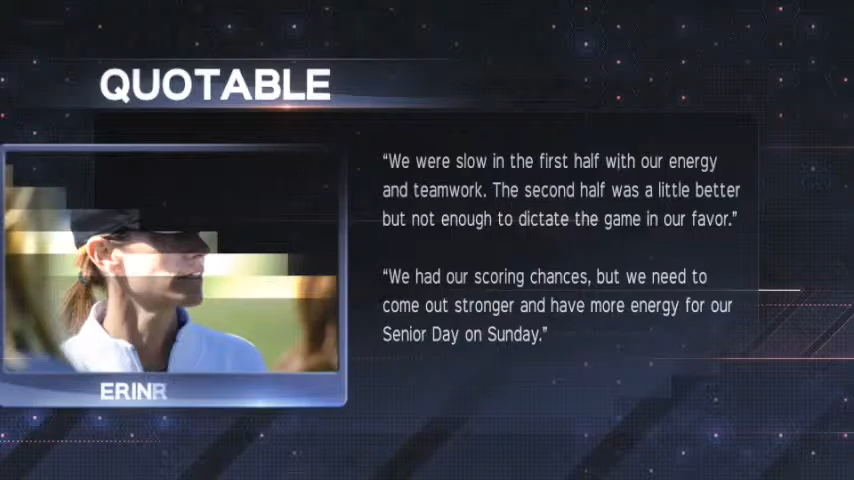 QUOTABLE
“We were slow in the first half with our energy
and teamwork. The second half was a little better
but not enough to dictate the game in our favor.”
“We had our scoring chances, but we need to
come out stronger and have more energy for our
Senior Day on Sunday.”
ERINR